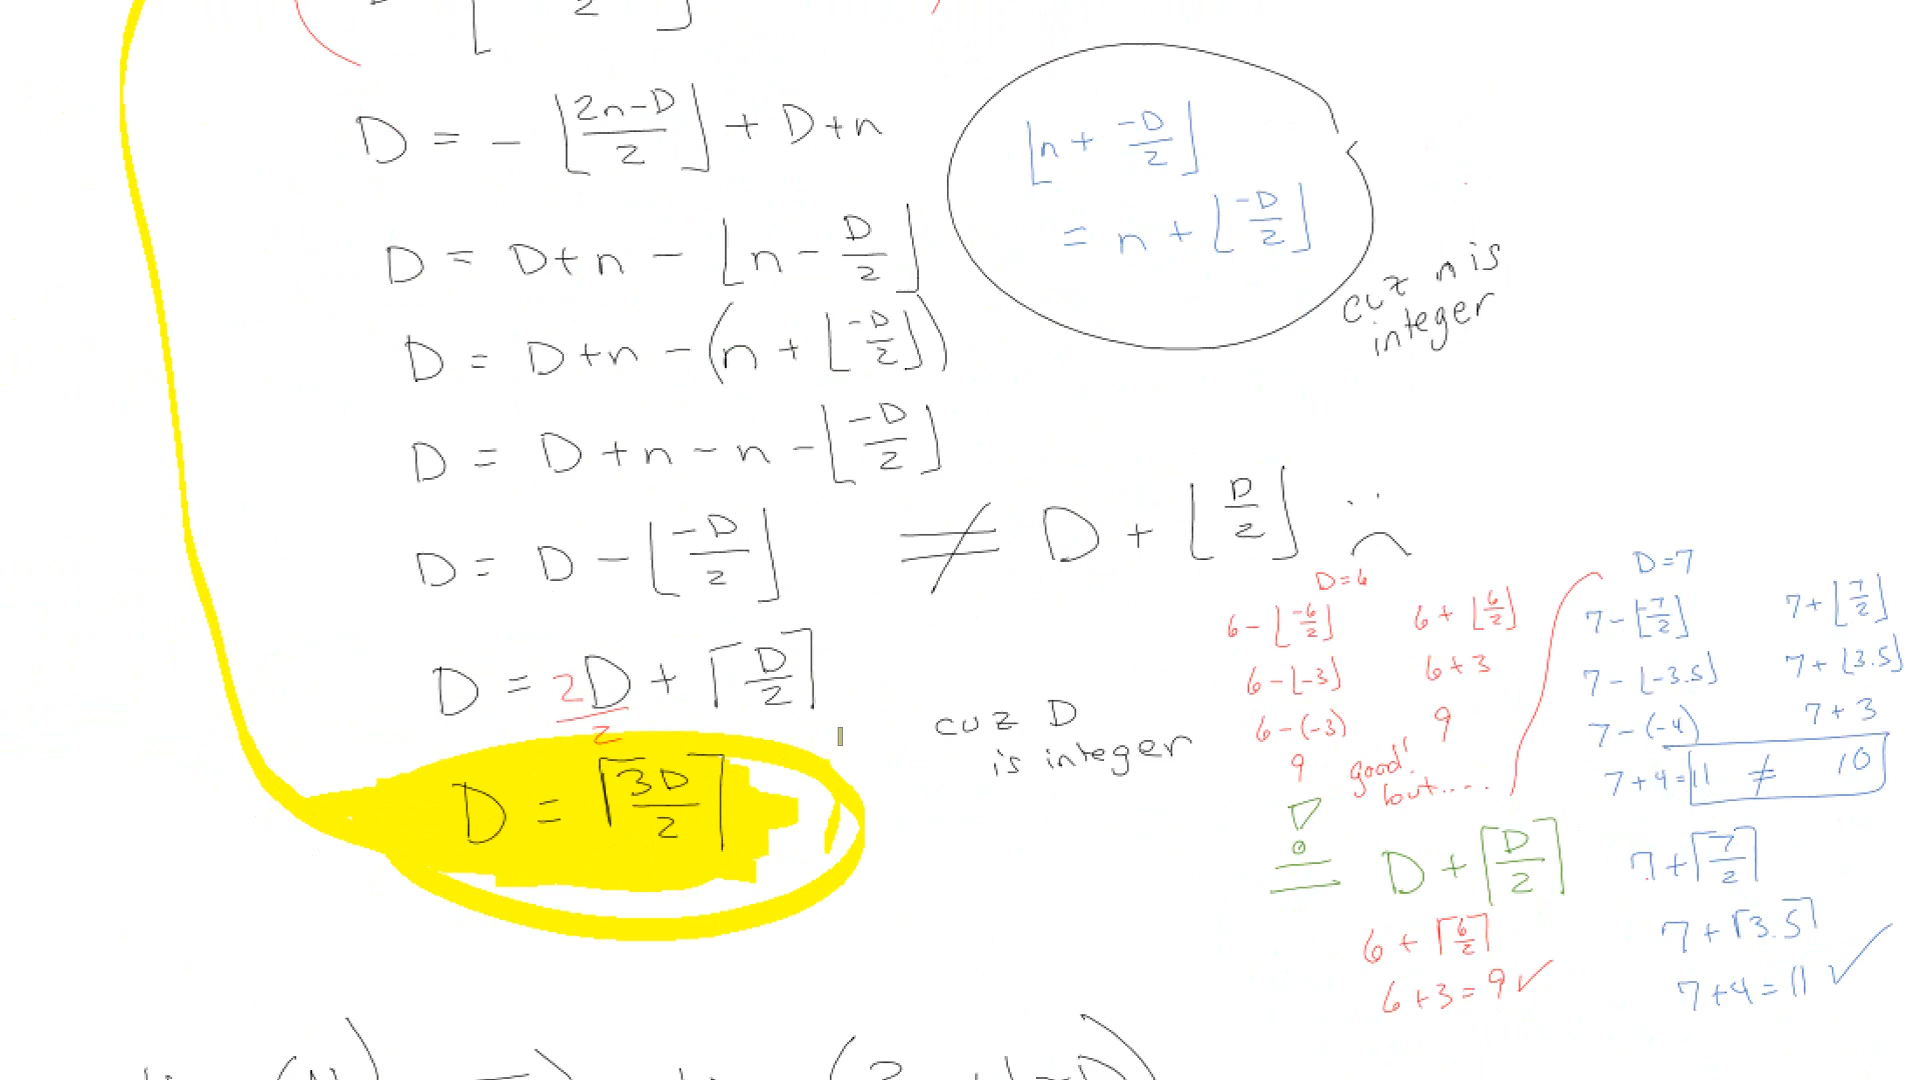 2
D = - ⌊(2n-D)/2⌋ + D+n
D = D+n - ⌊n - D/2⌋
D = D+n - (n + ⌊-D/2⌋)
D = D+n-n-⌊-D/2⌋
D = D - ⌊-D/2⌋ ≠ D + ⌊D/2⌋ :(
D = 2D/2 + ⌈D/2⌉
cuz D
is integer
D = ⌈3D/2⌉
⌊n + -D/2⌋
= n + ⌊-D/2⌋
cuz n is
integer
D=6
6-⌊-6/2⌋ 6+⌊6/2⌋
6-⌊-3⌋ 6+3
6-(-3) 9
9 good!
but....
D=7
7-⌊-7/2⌋ 7+⌊7/2⌋
7-⌊-3.5⌋ 7+⌊3.5⌋
7-(-4) 7+3
7+4=11 ≠ 10
= D + ⌈D/2⌉
6+⌈6/2⌉
6+3=9✓
7+⌈7/2⌉
7+⌈3.5⌉
7+4=11 ✓